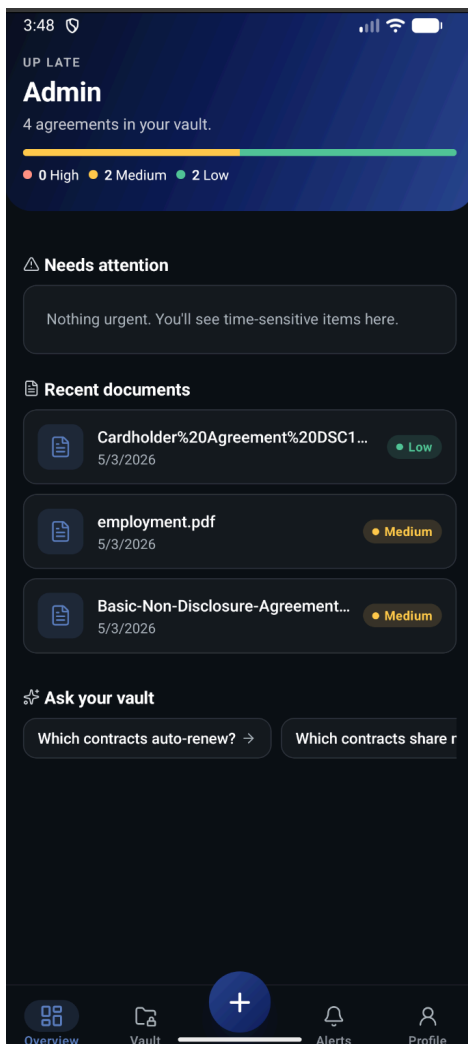 3:48
UP LATE
Admin
4 agreements in your vault.
0 High 2 Medium 2 Low
Needs attention
Nothing urgent. You'll see time-sensitive items here.
Recent documents
Cardholder%20Agreement%20DSC1...
5/3/2026
Low
employment.pdf
5/3/2026
Medium
Basic-Non-Disclosure-Agreement...
5/3/2026
Medium
Ask your vault
Which contracts auto-renew? →
Which contracts share
Overview
Vault
Alerts
Profile